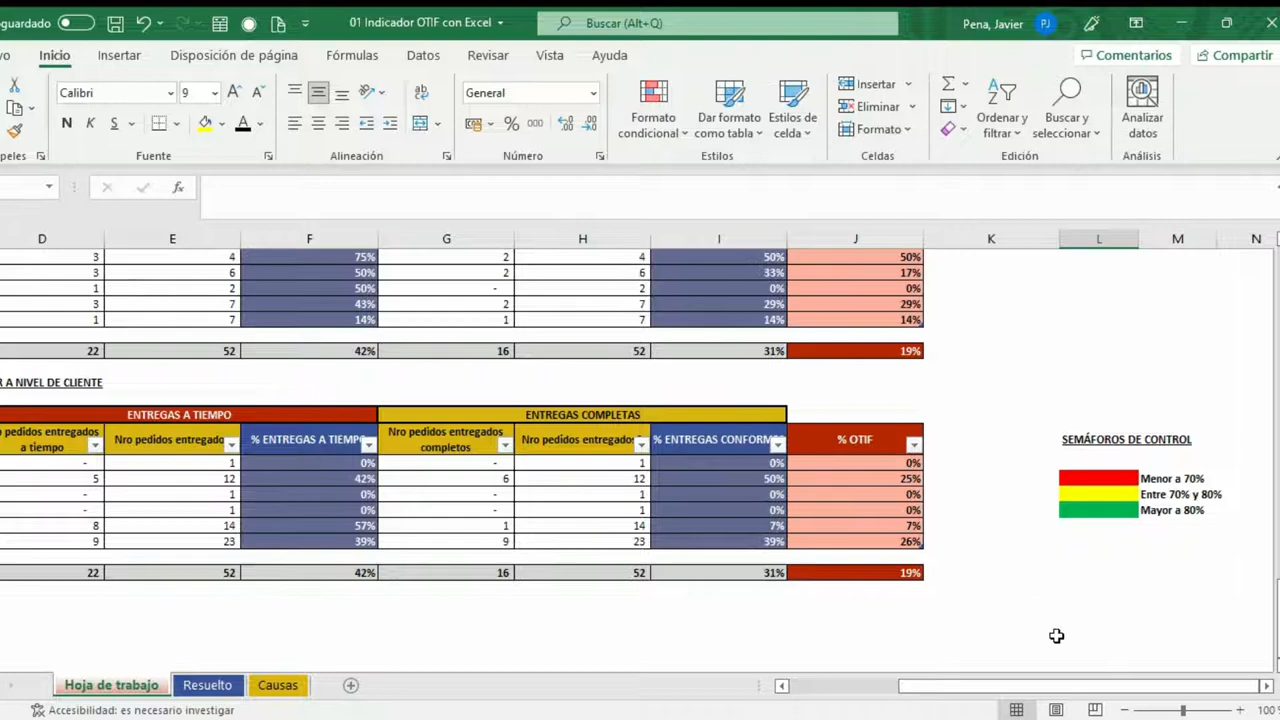 oguardado
01 Indicador OTIF con Excel
Buscar (Alt+Q)
Pena, Javier
PJ
vo
Inicio
Insertar
Disposición de página
Fórmulas
Datos
Revisar
Vista
Ayuda
Comentarios
Compartir
Calibri
9
General
Formato condicional
Dar formato como tabla
Estilos de celda
Insertar
Eliminar
Formato
Ordenar y filtrar
Buscar y seleccionar
Analizar datos
N K S
% 000
peles
Fuente
Alineación
Número
Estilos
Celdas
Edición
Análisis
fx
D E F G H I J K L M N
3 4 75% 2 4 50% 50%
3 6 50% 2 6 33% 17%
1 2 50% - 2 0% 0%
3 7 43% 2 7 29% 29%
1 7 14% 1 7 14% 14%
22 52 42% 16 52 31% 19%
R A NIVEL DE CLIENTE
ENTREGAS A TIEMPO ENTREGAS COMPLETAS
o pedidos entregados a tiempo
Nro pedidos entregado
% ENTREGAS A TIEMP
Nro pedidos entregados completos
Nro pedidos entregados
% ENTREGAS CONFORM
% OTIF
SEMÁFOROS DE CONTROL
- 1 0% - 1 0% 0%
5 12 42% 6 12 50% 25%
Menor a 70%
- 1 0% - 1 0% 0%
Entre 70% y 80%
- 1 0% - 1 0% 0%
Mayor a 80%
8 14 57% 1 14 7% 7%
9 23 39% 9 23 39% 26%
22 52 42% 16 52 31% 19%
Hoja de trabajo
Resuelto
Causas
Accesibilidad: es necesario investigar
100